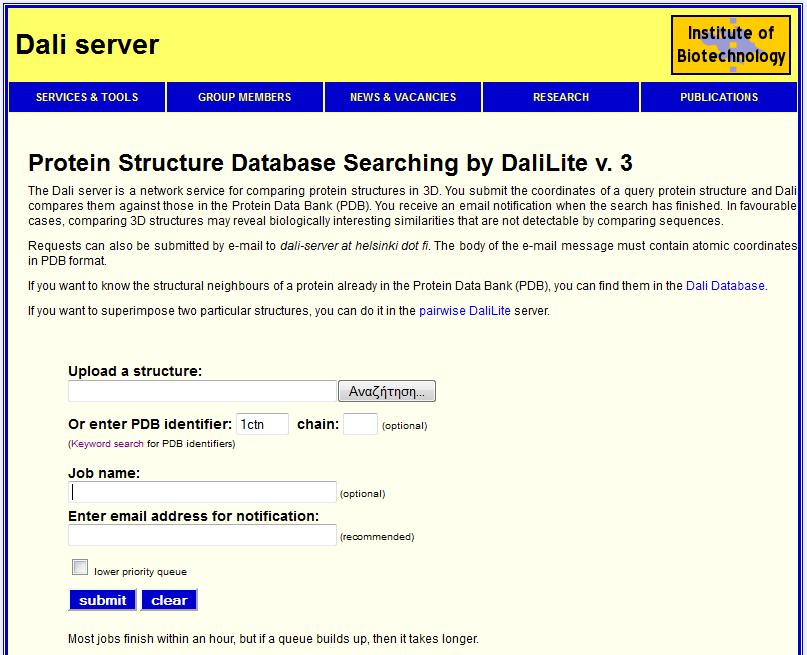 Dali server
Institute of
Biotechnology
SERVICES & TOOLS
GROUP MEMBERS
NEWS & VACANCIES
RESEARCH
PUBLICATIONS
Protein Structure Database Searching by DaliLite v. 3
The Dali server is a network service for comparing protein structures in 3D. You submit the coordinates of a query protein structure and Dali
compares them against those in the Protein Data Bank (PDB). You receive an email notification when the search has finished. In favourable
cases, comparing 3D structures may reveal biologically interesting similarities that are not detectable by comparing sequences.
Requests can also be submitted by e-mail to dali-server at helsinki dot fi. The body of the e-mail message must contain atomic coordinates
in PDB format.
If you want to know the structural neighbours of a protein already in the Protein Data Bank (PDB), you can find them in the Dali Database.
If you want to superimpose two particular structures, you can do it in the pairwise DaliLite server.
Upload a structure:
Αναζήτηση...
Or enter PDB identifier: 1ctn chain: (optional)
(Keyword search for PDB identifiers)
Job name:
(optional)
Enter email address for notification:
(recommended)
lower priority queue
submit clear
Most jobs finish within an hour, but if a queue builds up, then it takes longer.